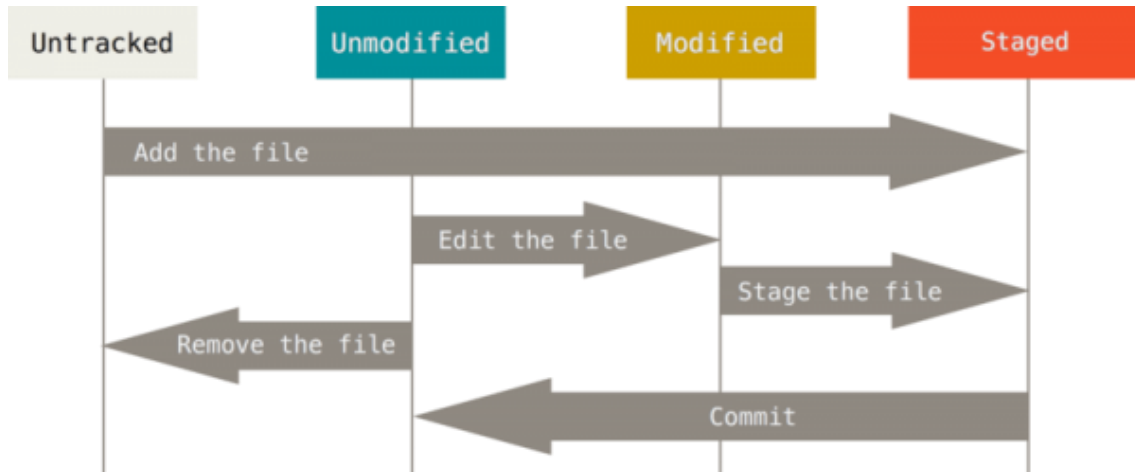 Untracked
Unmodified
Modified
Staged
Add the file
Edit the file
Stage the file
Remove the file
Commit